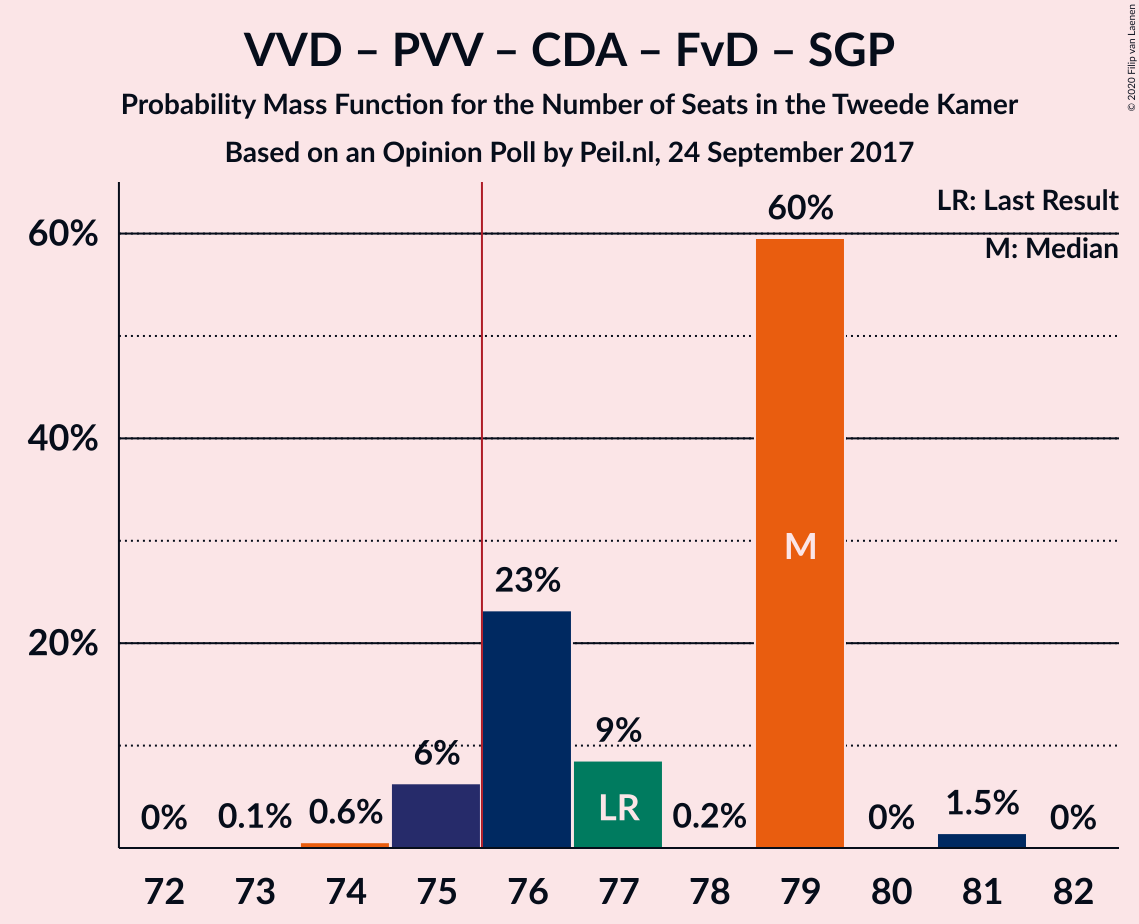 VVD – PVV – CDA – FvD – SGP
Probability Mass Function for the Number of Seats in the Tweede Kamer
Based on an Opinion Poll by Peil.nl, 24 September 2017
© 2020 Filip van Laenen
LR: Last Result
M: Median
60%
40%
20%
0%
0.1%
0.6%
6%
23%
9%
0.2%
60%
0%
1.5%
0%
LR
M
72 73 74 75 76 77 78 79 80 81 82